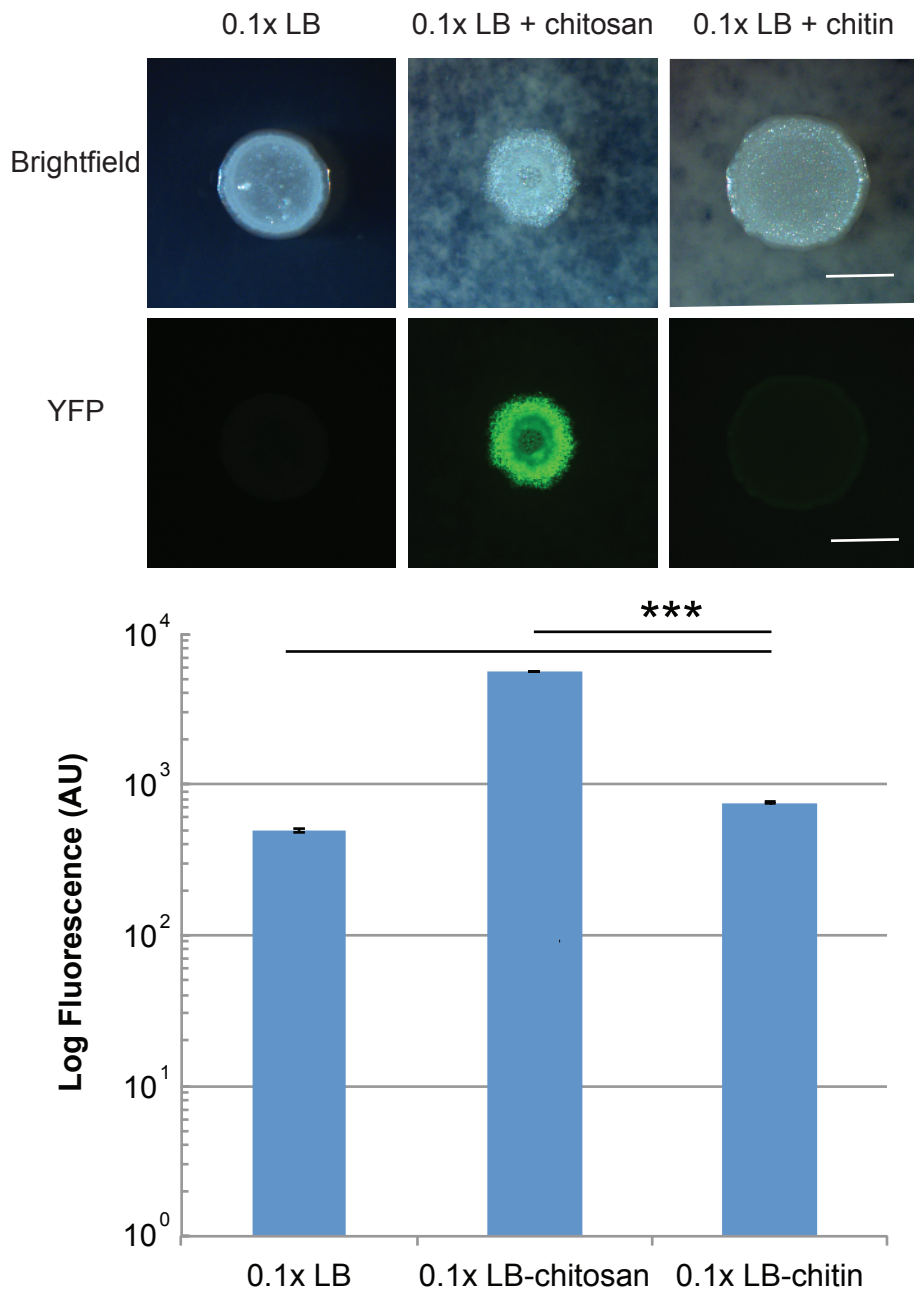 0.1x LB 0.1x LB + chitosan 0.1x LB + chitin
Brightfield
YFP
***
10^4
10^3
10^2
10^1
10^0
Log Fluorescence (AU)
0.1x LB 0.1x LB-chitosan 0.1x LB-chitin